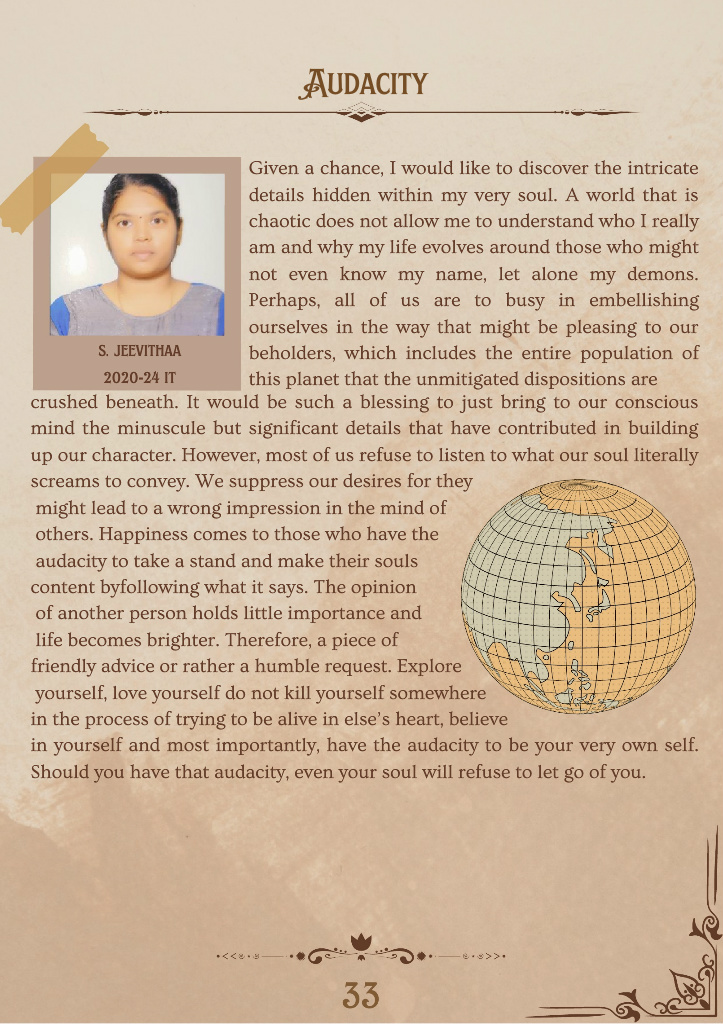 AUDACITY
Given a chance, I would like to discover the intricate
details hidden within my very soul. A world that is
chaotic does not allow me to understand who I really
am and why my life evolves around those who might
not even know my name, let alone my demons.
Perhaps, all of us are to busy in embellishing
ourselves in the way that might be pleasing to our
beholders, which includes the entire population of
this planet that the unmitigated dispositions are
S. JEEVITHAA
2020-24 IT
crushed beneath. It would be such a blessing to just bring to our conscious
mind the minuscule but significant details that have contributed in building
up our character. However, most of us refuse to listen to what our soul literally
screams to convey. We suppress our desires for they
might lead to a wrong impression in the mind of
others. Happiness comes to those who have the
audacity to take a stand and make their souls
content byfollowing what it says. The opinion
of another person holds little importance and
life becomes brighter. Therefore, a piece of
friendly advice or rather a humble request. Explore
yourself, love yourself do not kill yourself somewhere
in the process of trying to be alive in else's heart, believe
in yourself and most importantly, have the audacity to be your very own self.
Should you have that audacity, even your soul will refuse to let go of you.
33